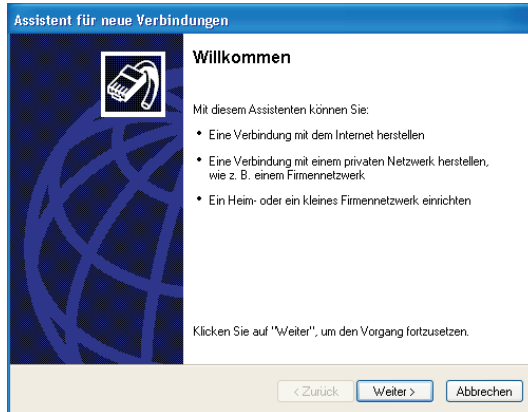 Assistent für neue Verbindungen
Willkommen
Mit diesem Assistenten können Sie:
• Eine Verbindung mit dem Internet herstellen
• Eine Verbindung mit einem privaten Netzwerk herstellen,
wie z. B. einem Firmennetzwerk
• Ein Heim- oder ein kleines Firmennetzwerk einrichten
Klicken Sie auf "Weiter", um den Vorgang fortzusetzen.
< Zurück Weiter > Abbrechen